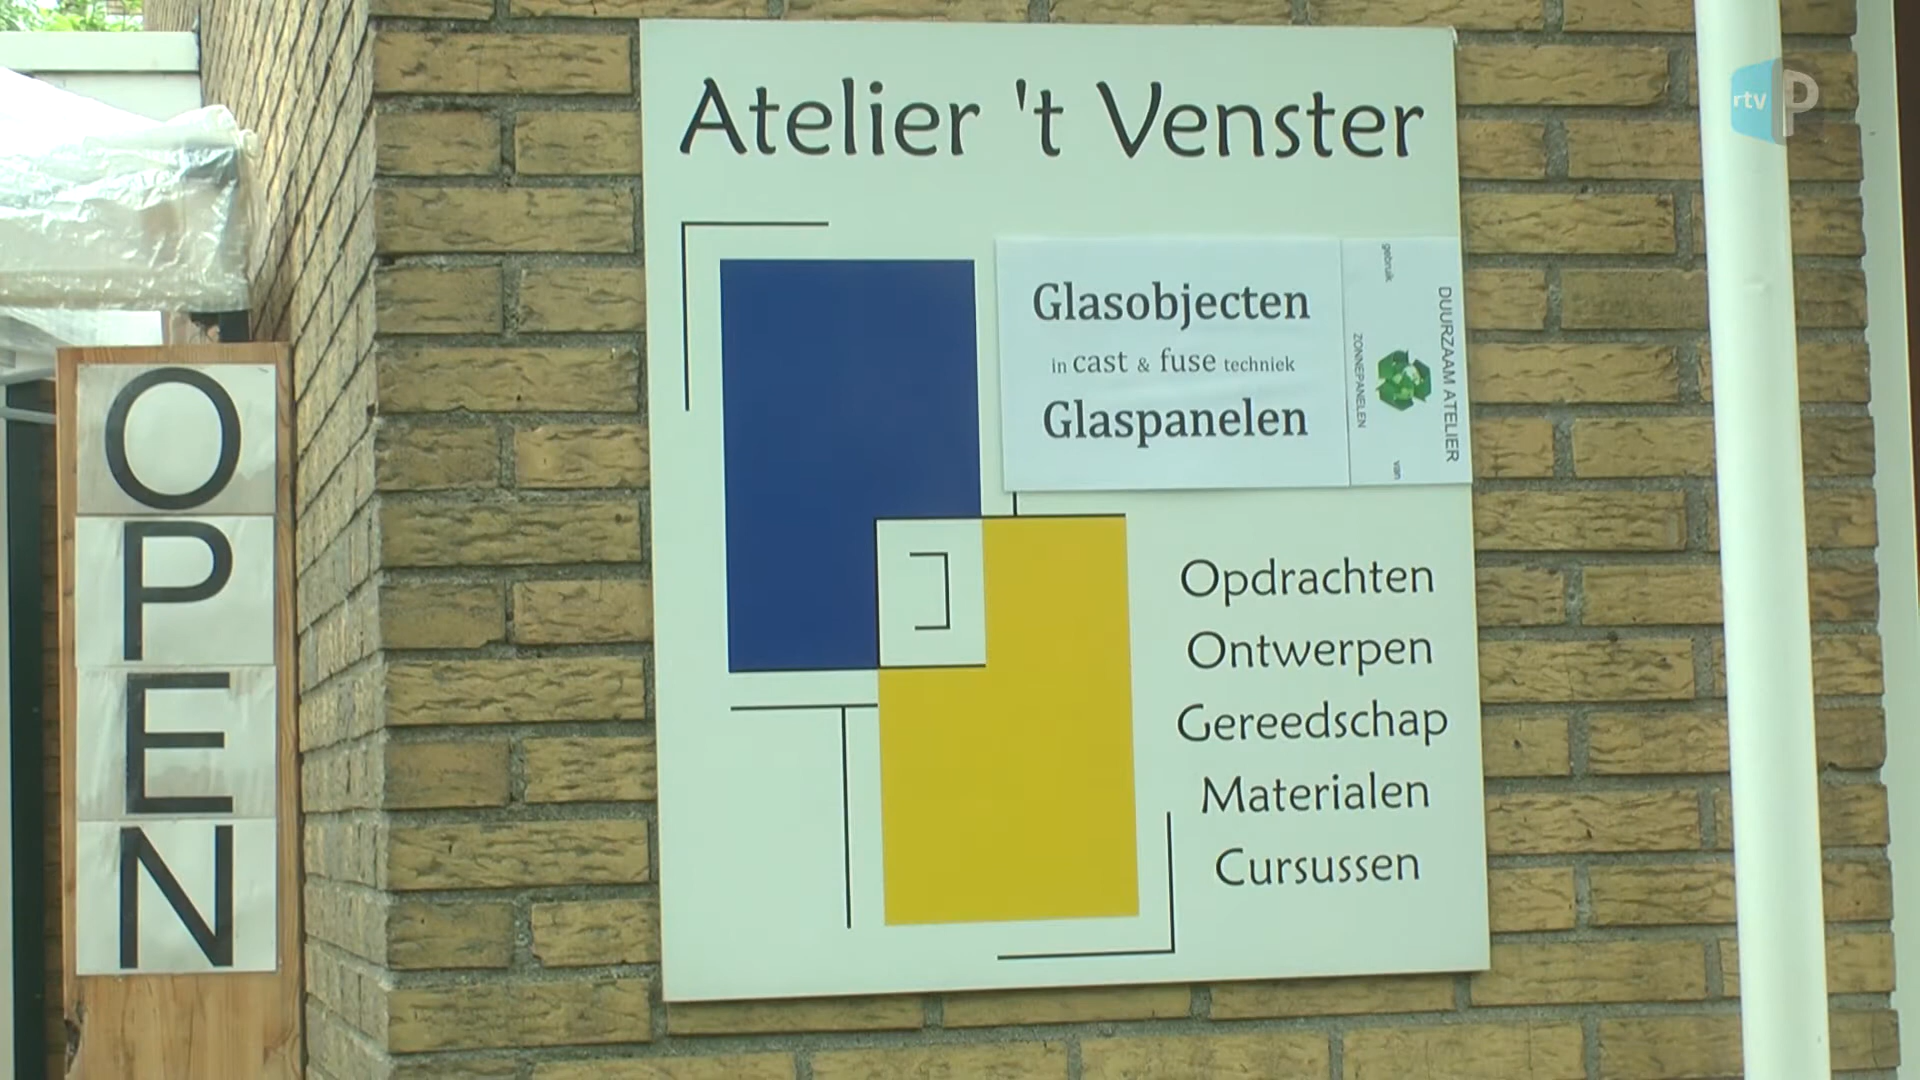 Atelier 't Venster
rtv P
Glasobjecten
in cast & fuse techniek
Glaspanelen
DUURZAAM ATELIER
gebruik van
ZONNEPANELEN
Opdrachten
Ontwerpen
Gereedschap
Materialen
Cursussen
O
P
E
N